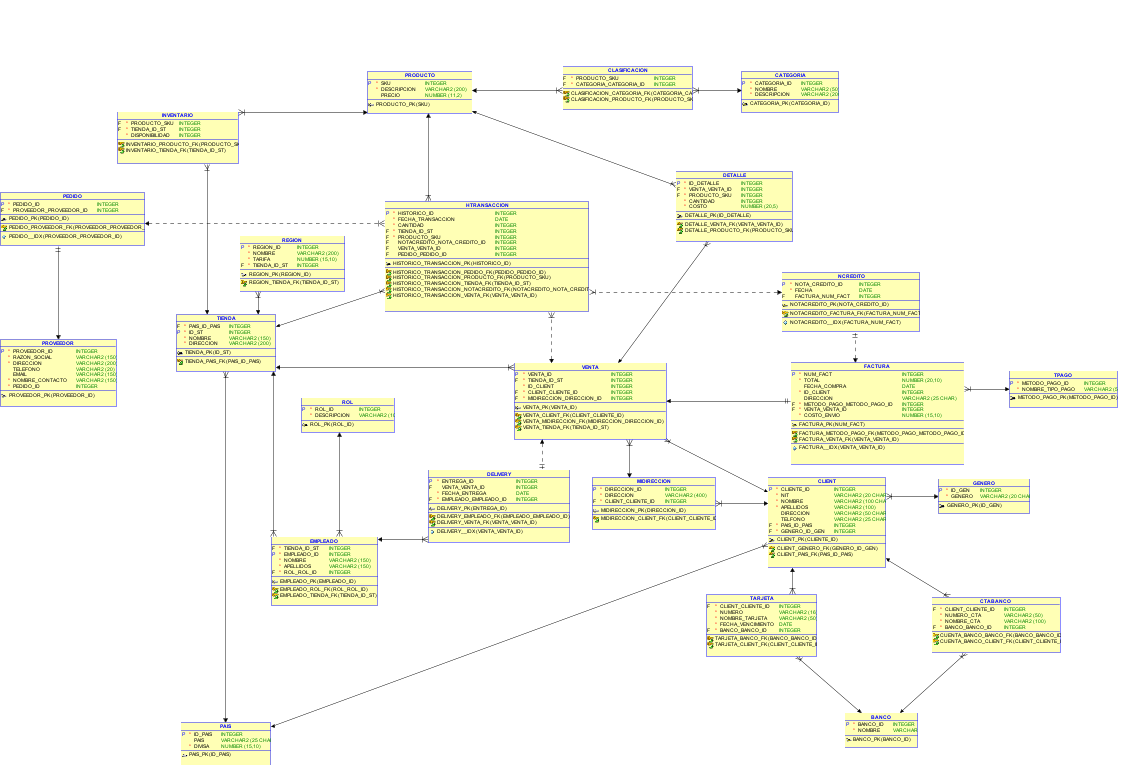 PRODUCTO
P * SKU INTEGER
* DESCRIPCION VARCHAR2 (200)
PRECIO NUMBER (11,2)
PRODUCTO_PK (SKU)
CLASIFICACION
F * PRODUCTO_SKU INTEGER
F * CATEGORIA_CATEGORIA_ID INTEGER
CLASIFICACION_CATEGORIA_FK (CATEGORIA_CA
CLASIFICACION_PRODUCTO_FK (PRODUCTO_SK
CATEGORIA
P * CATEGORIA_ID INTEGER
* NOMBRE VARCHAR2 (50
* DESCRIPCION VARCHAR2 (20
CATEGORIA_PK (CATEGORIA_ID)
INVENTARIO
F * PRODUCTO_SKU INTEGER
F * TIENDA_ID_ST INTEGER
* DISPONIBILIDAD INTEGER
INVENTARIO_PRODUCTO_FK (PRODUCTO_S
INVENTARIO_TIENDA_FK (TIENDA_ID_ST)
DETALLE
P * ID_DETALLE INTEGER
F * VENTA_VENTA_ID INTEGER
F * PRODUCTO_SKU INTEGER
* CANTIDAD INTEGER
* COSTO NUMBER (20,5)
DETALLE_PK (ID_DETALLE)
DETALLE_VENTA_FK (VENTA_VENTA_ID)
DETALLE_PRODUCTO_FK (PRODUCTO_SKU
PEDIDO
P * PEDIDO_ID INTEGER
F * PROVEEDOR_PROVEEDOR_ID INTEGER
PEDIDO_PK (PEDIDO_ID)
PEDIDO_PROVEEDOR_FK (PROVEEDOR_PROVEEDOR_
PEDIDO__IDX (PROVEEDOR_PROVEEDOR_ID)
HTRANSACCION
P * HISTORICO_ID INTEGER
* FECHA_TRANSACCION DATE
* CANTIDAD INTEGER
F * TIENDA_ID_ST INTEGER
F * PRODUCTO_SKU INTEGER
F NOTACREDITO_NOTA_CREDITO_ID INTEGER
F VENTA_VENTA_ID INTEGER
F PEDIDO_PEDIDO_ID INTEGER
HISTORICO_TRANSACCION_PK (HISTORICO_ID)
HISTORICO_TRANSACCION_PEDIDO_FK (PEDIDO_PEDIDO_ID)
HISTORICO_TRANSACCION_PRODUCTO_FK (PRODUCTO_SKU)
HISTORICO_TRANSACCION_TIENDA_FK (TIENDA_ID_ST)
HISTORICO_TRANSACCION_NOTACREDITO_FK (NOTACREDITO_NOTA_CREDIT
HISTORICO_TRANSACCION_VENTA_FK (VENTA_VENTA_ID)
REGION
P * REGION_ID INTEGER
* NOMBRE VARCHAR2 (200)
* TARIFA NUMBER (15,10)
F * TIENDA_ID_ST INTEGER
REGION_PK (REGION_ID)
REGION_TIENDA_FK (TIENDA_ID_ST)
NCREDITO
P * NOTA_CREDITO_ID INTEGER
* FECHA DATE
F FACTURA_NUM_FACT INTEGER
NOTACREDITO_PK (NOTA_CREDITO_ID)
NOTACREDITO_FACTURA_FK (FACTURA_NUM_FACT
NOTACREDITO__IDX (FACTURA_NUM_FACT)
TIENDA
F * PAIS_ID_PAIS INTEGER
P * ID_ST INTEGER
* NOMBRE VARCHAR2 (150)
* DIRECCION VARCHAR2 (200)
TIENDA_PK (ID_ST)
TIENDA_PAIS_FK (PAIS_ID_PAIS)
PROVEEDOR
P * PROVEEDOR_ID INTEGER
* RAZON_SOCIAL VARCHAR2 (150
* DIRECCION VARCHAR2 (200
TELEFONO VARCHAR2 (20)
EMAIL VARCHAR2 (150
* NOMBRE_CONTACTO VARCHAR2 (150
* PEDIDO_ID INTEGER
PROVEEDOR_PK (PROVEEDOR_ID)
VENTA
P * VENTA_ID INTEGER
F * TIENDA_ID_ST INTEGER
* ID_CLIENT INTEGER
F * CLIENT_CLIENTE_ID INTEGER
F * MIDIRECCION_DIRECCION_ID INTEGER
VENTA_PK (VENTA_ID)
VENTA_CLIENT_FK (CLIENT_CLIENTE_ID)
VENTA_MIDIRECCION_FK (MIDIRECCION_DIRECCION_ID)
VENTA_TIENDA_FK (TIENDA_ID_ST)
FACTURA
P * NUM_FACT INTEGER
* TOTAL NUMBER (20,10)
FECHA_COMPRA DATE
* ID_CLIENT INTEGER
DIRECCION VARCHAR2 (25 CHAR)
F * METODO_PAGO_METODO_PAGO_ID INTEGER
F * VENTA_VENTA_ID INTEGER
* COSTO_ENVIO NUMBER (15,10)
FACTURA_PK (NUM_FACT)
FACTURA_METODO_PAGO_FK (METODO_PAGO_METODO_PAGO_ID
FACTURA_VENTA_FK (VENTA_VENTA_ID)
FACTURA__IDX (VENTA_VENTA_ID)
TPAGO
P * METODO_PAGO_ID INTEGER
* NOMBRE_TIPO_PAGO VARCHAR2 (5
METODO_PAGO_PK (METODO_PAGO_ID)
ROL
P * ROL_ID INTEGER
* DESCRIPCION VARCHAR2 (10
ROL_PK (ROL_ID)
DELIVERY
P * ENTREGA_ID INTEGER
F VENTA_VENTA_ID INTEGER
* FECHA_ENTREGA DATE
F * EMPLEADO_EMPLEADO_ID INTEGER
DELIVERY_PK (ENTREGA_ID)
DELIVERY_EMPLEADO_FK (EMPLEADO_EMPLEADO_ID)
DELIVERY_VENTA_FK (VENTA_VENTA_ID)
DELIVERY__IDX (VENTA_VENTA_ID)
MIDIRECCION
P * DIRECCION_ID INTEGER
* DIRECCION VARCHAR2 (400)
F * CLIENT_CLIENTE_ID INTEGER
MIDIRECCION_PK (DIRECCION_ID)
MIDIRECCION_CLIENT_FK (CLIENT_CLIENTE_I
CLIENT
P * CLIENTE_ID INTEGER
* NIT VARCHAR2 (20 CHAR
* NOMBRE VARCHAR2 (100 C
* APELLIDOS VARCHAR2 (100)
DIRECCION VARCHAR2 (50 CHAR
TELFONO VARCHAR2 (25 CHAR
F * PAIS_ID_PAIS INTEGER
F * GENERO_ID_GEN INTEGER
CLIENT_PK (CLIENTE_ID)
CLIENT_GENERO_FK (GENERO_ID_GEN)
CLIENT_PAIS_FK (PAIS_ID_PAIS)
GENERO
P * ID_GEN INTEGER
* GENERO VARCHAR2 (20 CHA
GENERO_PK (ID_GEN)
EMPLEADO
F * TIENDA_ID_ST INTEGER
P * EMPLEADO_ID INTEGER
* NOMBRE VARCHAR2 (150)
* APELLIDOS VARCHAR2 (150)
F * ROL_ROL_ID INTEGER
EMPLEADO_PK (EMPLEADO_ID)
EMPLEADO_ROL_FK (ROL_ROL_ID)
EMPLEADO_TIENDA_FK (TIENDA_ID_ST)
TARJETA
F * CLIENT_CLIENTE_ID INTEGER
* NUMERO VARCHAR2 (16
* NOMBRE_TARJETA VARCHAR2 (50
* FECHA_VENCIMIENTO DATE
F * BANCO_BANCO_ID INTEGER
TARJETA_BANCO_FK (BANCO_BANCO_ID
TARJETA_CLIENT_FK (CLIENT_CLIENTE_I
CTABANCO
F * CLIENT_CLIENTE_ID INTEGER
* NUMERO_CTA VARCHAR2 (50)
* NOMBRE_CTA VARCHAR2 (100)
F * BANCO_BANCO_ID INTEGER
CUENTA_BANCO_BANCO_FK (BANCO_BANCO_ID
CUENTA_BANCO_CLIENT_FK (CLIENT_CLIENTE_I
BANCO
P * BANCO_ID INTEGER
* NOMBRE VARCHAR
BANCO_PK (BANCO_ID)
PAIS
P * ID_PAIS INTEGER
PAIS VARCHAR2 (25 CHA
* DIVISA NUMBER (15,10)
PAIS_PK (ID_PAIS)